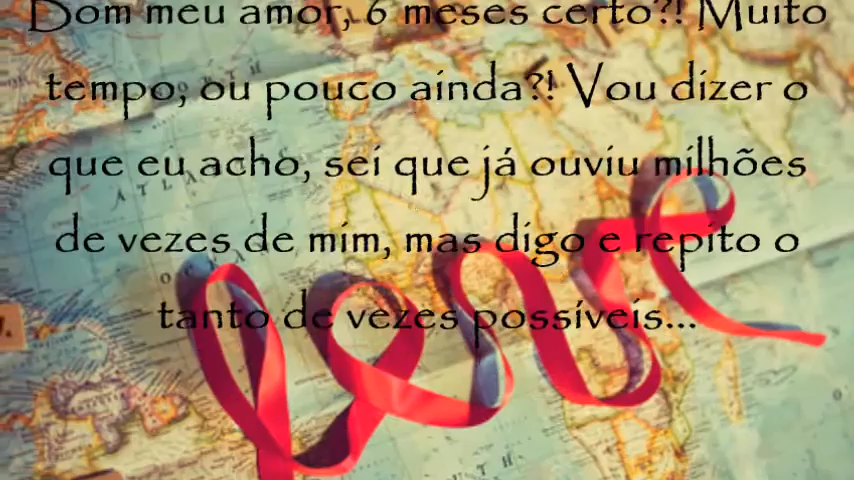 Bom meu amor, 6 meses certo?! Muito
tempo, ou pouco ainda?! Vou dizer o
que eu acho, sei que já ouviu milhões
de vezes de mim, mas digo e repito o
tanto de vezes possíveis...
love